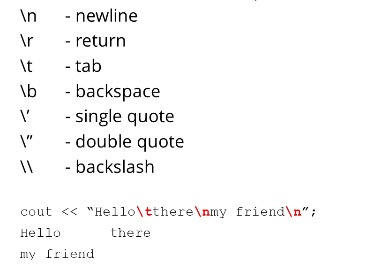 \n - newline
\r - return
\t - tab
\b - backspace
\’ - single quote
\” - double quote
\\ - backslash
cout << “Hello\tthere\nmy friend\n”;
Hello there
my friend